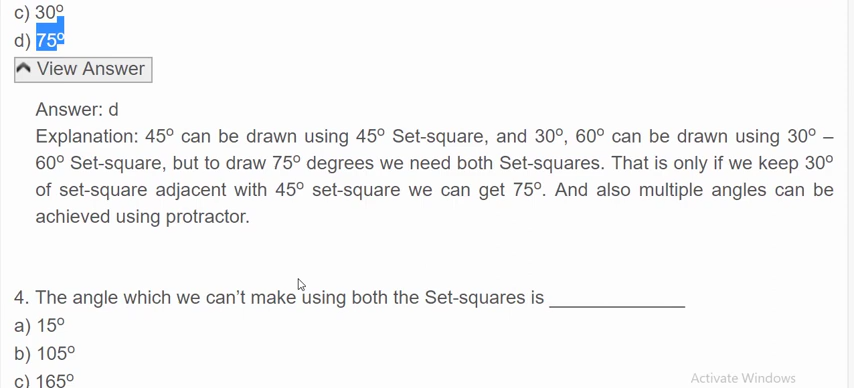 c) 30º
d) 75º
View Answer
Answer: d
Explanation: 45º can be drawn using 45º Set-square, and 30º, 60º can be drawn using 30º –
60º Set-square, but to draw 75º degrees we need both Set-squares. That is only if we keep 30º
of set-square adjacent with 45º set-square we can get 75º. And also multiple angles can be
achieved using protractor.
4. The angle which we can’t make using both the Set-squares is _____________
a) 15º
b) 105º
c) 165º
Activate Windows